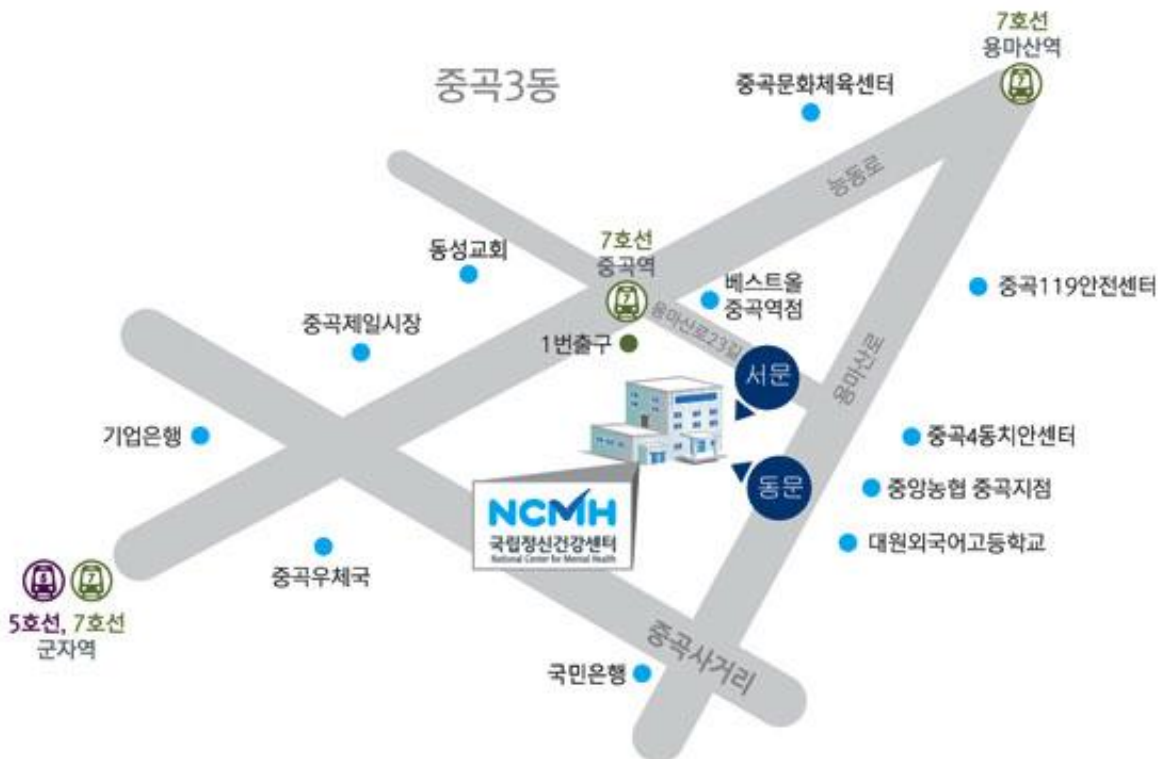 7호선
용마산역
7
중곡3동
중곡문화체육센터
능동로
7호선
중곡역
7
동성교회
베스트올
중곡역점
중곡119안전센터
중곡제일시장
1번출구
용마산로23길
용마산로
서문
기업은행
중곡4동치안센터
동문
중앙농협 중곡지점
NCMH
국립정신건강센터
National Center for Mental Health
대원외국어고등학교
중곡우체국
5
7
5호선, 7호선
군자역
중곡사거리
국민은행